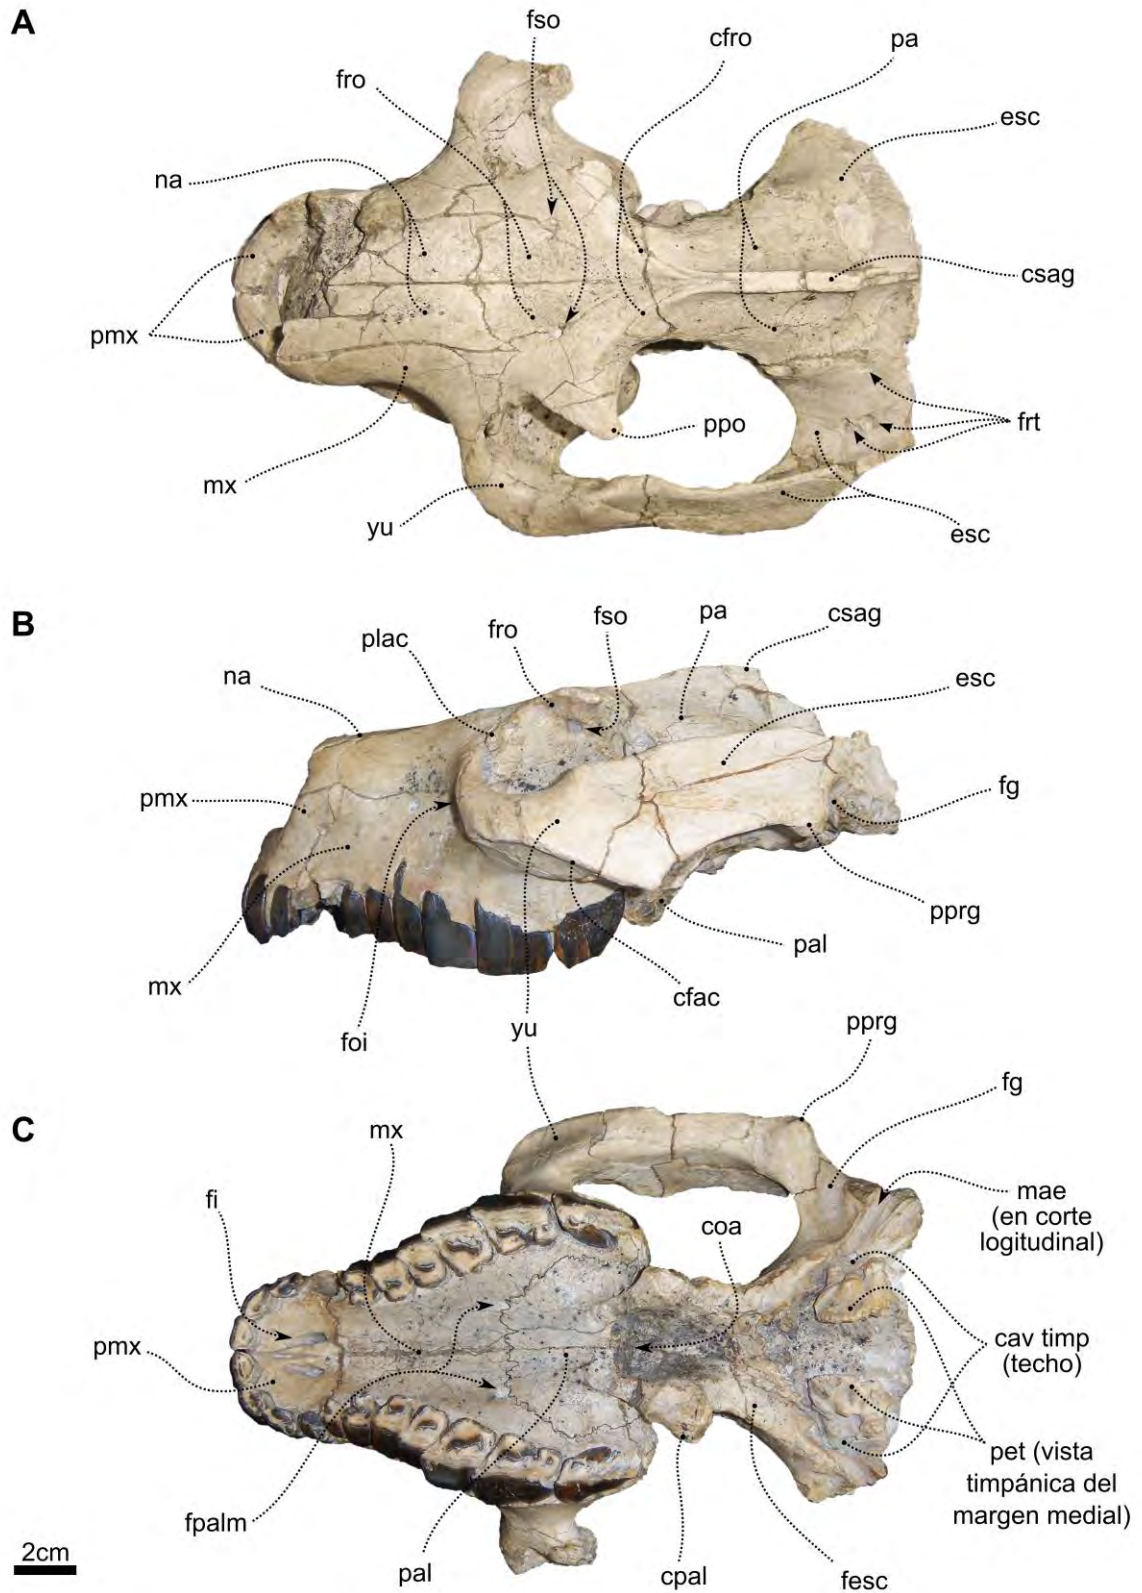 A
fso
cfro
pa
fro
esc
na
csag
pmx
frt
ppo
mx
yu
esc
B
fso
pa
csag
plac
fro
na
esc
pmx
fg
pprg
pal
mx
cfac
foi
yu
pprg
C
fg
mx
fi
mae
(en corte
logitudinal)
coa
pmx
cav timp
(techo)
pet (vista
timpánica del
margen medial)
fpalm
2cm
pal
cpal
fesc